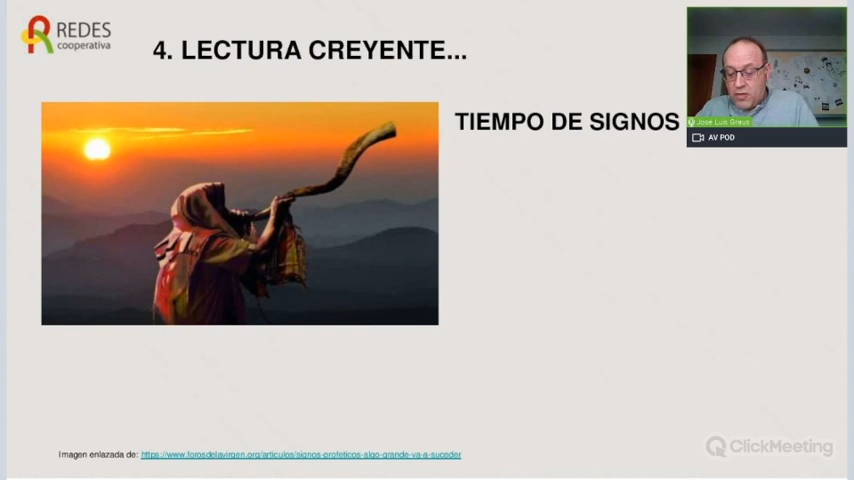 REDES
cooperativa
4. LECTURA CREYENTE...
TIEMPO DE SIGNOS
José Luis Graus
AV POD
Imagen enlazada de: https://www.forosdelavirgen.org/articulos/signos-profeticos-algo-grande-va-a-suceder
ClickMeeting